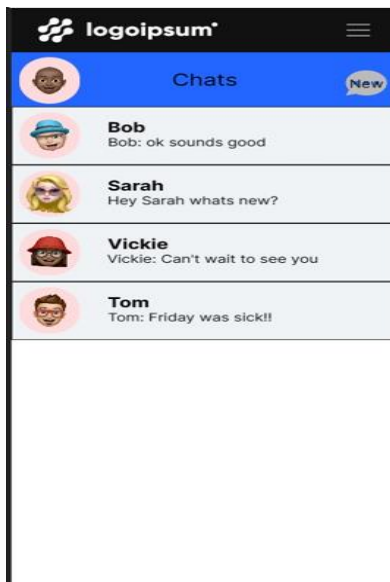 logoipsum
Chats
New
Bob
Bob: ok sounds good
Sarah
Hey Sarah whats new?
Vickie
Vickie: Can't wait to see you
Tom
Tom: Friday was sick!!